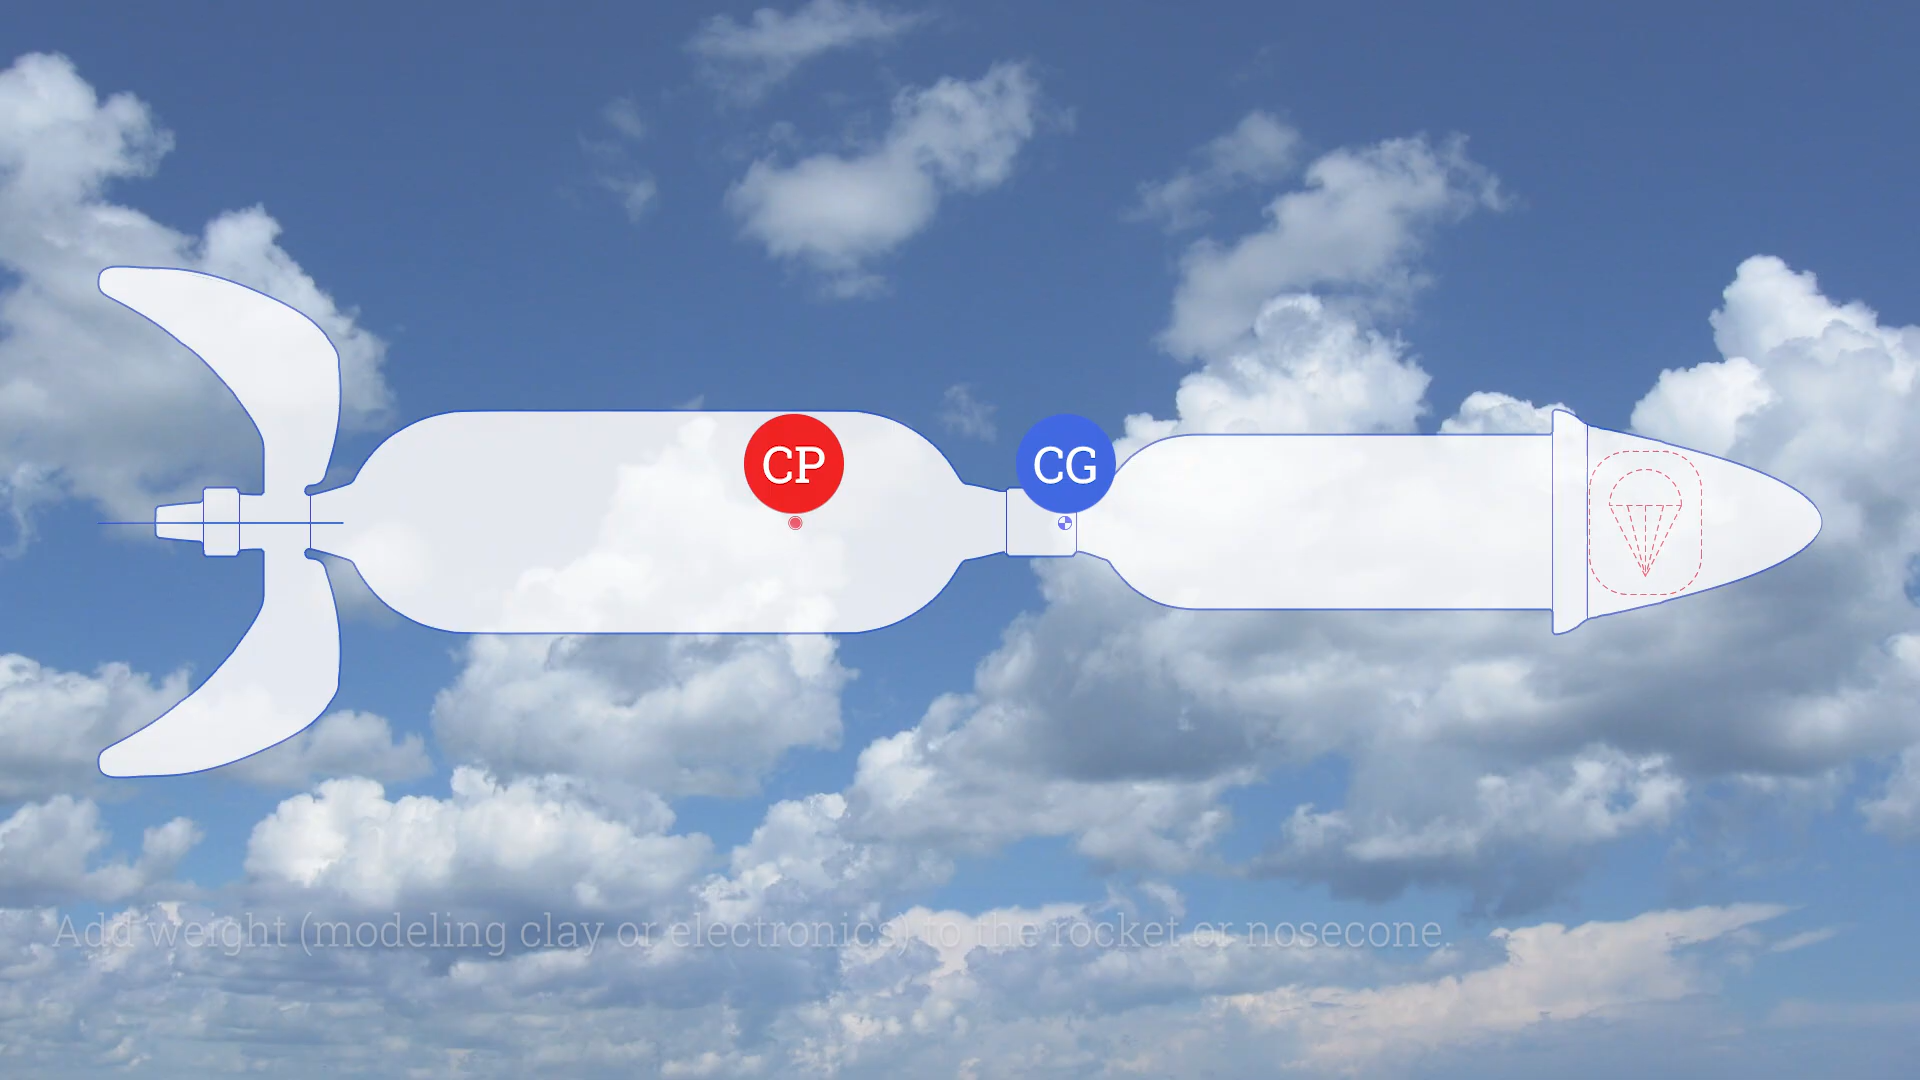 CP
CG
Add weight (modeling clay or electronics) to the rocket or nosecone.